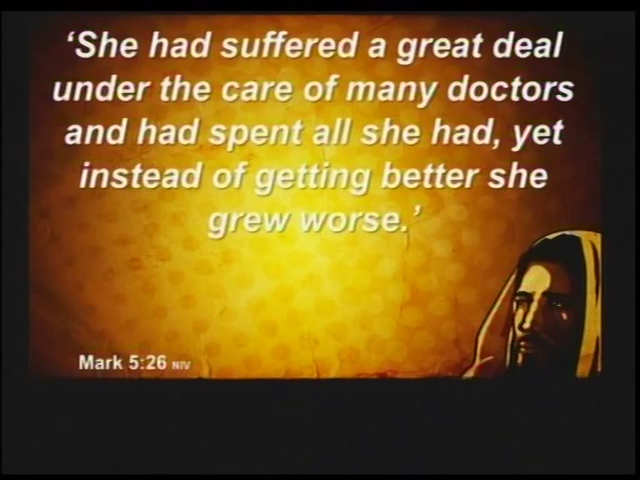 ‘She had suffered a great deal
under the care of many doctors
and had spent all she had, yet
instead of getting better she
grew worse.’
Mark 5:26 NIV